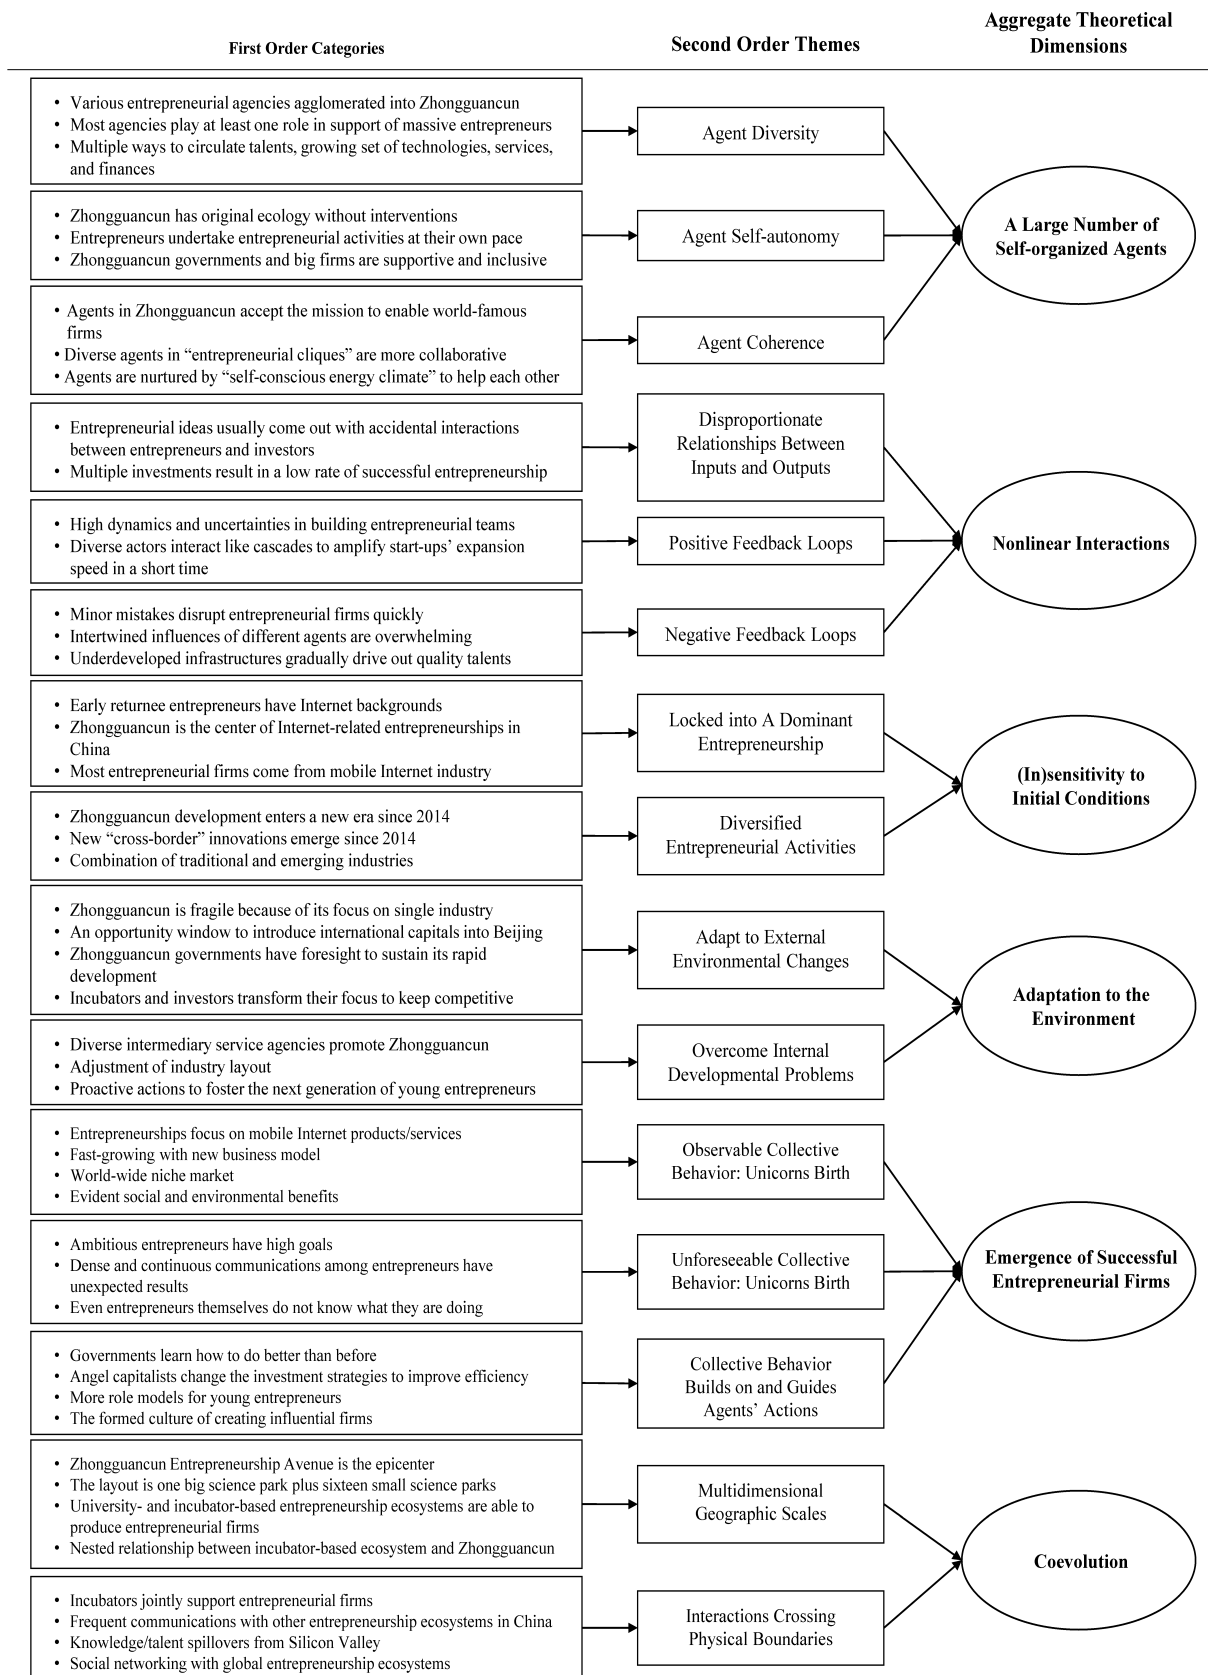 First Order Categories
Second Order Themes
Aggregate Theoretical
Dimensions
• Various entrepreneurial agencies agglomerated into Zhongguancun
• Most agencies play at least one role in support of massive entrepreneurs
• Multiple ways to circulate talents, growing set of technologies, services,
and finances
Agent Diversity
• Zhongguancun has original ecology without interventions
• Entrepreneurs undertake entrepreneurial activities at their own pace
• Zhongguancun governments and big firms are supportive and inclusive
Agent Self-autonomy
A Large Number of
Self-organized Agents
• Agents in Zhongguancun accept the mission to enable world-famous
firms
• Diverse agents in “entrepreneurial cliques” are more collaborative
• Agents are nurtured by “self-conscious energy climate” to help each other
Agent Coherence
• Entrepreneurial ideas usually come out with accidental interactions
between entrepreneurs and investors
• Multiple investments result in a low rate of successful entrepreneurship
Disproportionate
Relationships Between
Inputs and Outputs
• High dynamics and uncertainties in building entrepreneurial teams
• Diverse actors interact like cascades to amplify start-ups’ expansion
speed in a short time
Positive Feedback Loops
Nonlinear Interactions
• Minor mistakes disrupt entrepreneurial firms quickly
• Intertwined influences of different agents are overwhelming
• Underdeveloped infrastructures gradually drive out quality talents
Negative Feedback Loops
• Early returnee entrepreneurs have Internet backgrounds
• Zhongguancun is the center of Internet-related entrepreneurships in
China
• Most entrepreneurial firms come from mobile Internet industry
Locked into A Dominant
Entrepreneurship
(In)sensitivity to
Initial Conditions
• Zhongguancun development enters a new era since 2014
• New “cross-border” innovations emerge since 2014
• Combination of traditional and emerging industries
Diversified
Entrepreneurial Activities
• Zhongguancun is fragile because of its focus on single industry
• An opportunity window to introduce international capitals into Beijing
• Zhongguancun governments have foresight to sustain its rapid
development
• Incubators and investors transform their focus to keep competitive
Adapt to External
Environmental Changes
Adaptation to the
Environment
• Diverse intermediary service agencies promote Zhongguancun
• Adjustment of industry layout
• Proactive actions to foster the next generation of young entrepreneurs
Overcome Internal
Developmental Problems
• Entrepreneurships focus on mobile Internet products/services
• Fast-growing with new business model
• World-wide niche market
• Evident social and environmental benefits
Observable Collective
Behavior: Unicorns Birth
• Ambitious entrepreneurs have high goals
• Dense and continuous communications among entrepreneurs have
unexpected results
• Even entrepreneurs themselves do not know what they are doing
Unforeseeable Collective
Behavior: Unicorns Birth
Emergence of Successful
Entrepreneurial Firms
• Governments learn how to do better than before
• Angel capitalists change the investment strategies to improve efficiency
• More role models for young entrepreneurs
• The formed culture of creating influential firms
Collective Behavior
Builds on and Guides
Agents’ Actions
• Zhongguancun Entrepreneurship Avenue is the epicenter
• The layout is one big science park plus sixteen small science parks
• University- and incubator-based entrepreneurship ecosystems are able to
produce entrepreneurial firms
• Nested relationship between incubator-based ecosystem and Zhongguancun
Multidimensional
Geographic Scales
Coevolution
• Incubators jointly support entrepreneurial firms
• Frequent communications with other entrepreneurship ecosystems in China
• Knowledge/talent spillovers from Silicon Valley
• Social networking with global entrepreneurship ecosystems
Interactions Crossing
Physical Boundaries